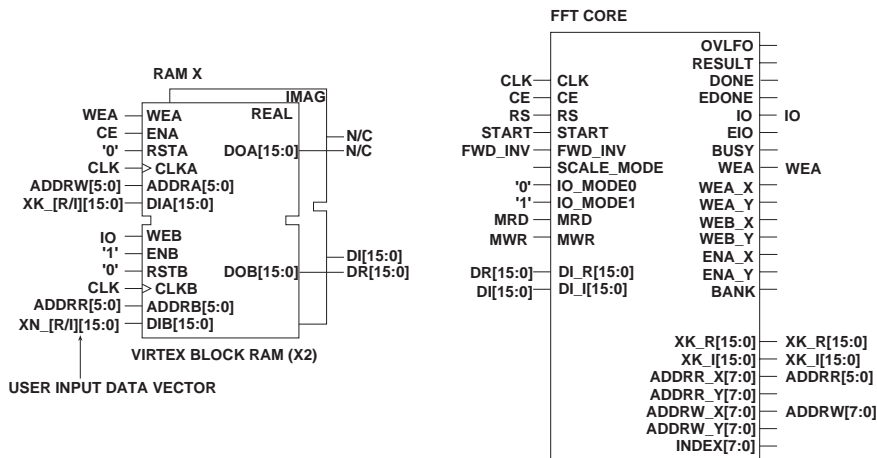 RAM X
IMAG
REAL
WEA WEA
CE ENA
'0' RSTA DOA[15:0] N/C
N/C
CLK CLKA
ADDRW[5:0] ADDRA[5:0]
XK_[R/I][15:0] DIA[15:0]
IO WEB
'1' ENB DI[15:0]
'0' RSTB DOB[15:0] DR[15:0]
CLK CLKB
ADDRR[5:0] ADDRB[5:0]
XN_[R/I][15:0] DIB[15:0]
VIRTEX BLOCK RAM (X2)
USER INPUT DATA VECTOR
FFT CORE
OVLFO
RESULT
CLK CLK DONE
CE CE EDONE
RS RS IO IO
START START EIO
FWD_INV FWD_INV BUSY
SCALE_MODE WEA WEA
'0' IO_MODE0 WEA_X
'1' IO_MODE1 WEA_Y
MRD MRD WEB_X
MWR MWR WEB_Y
ENA_X
DR[15:0] DI_R[15:0] ENA_Y
DI[15:0] DI_I[15:0] BANK
XK_R[15:0] XK_R[15:0]
XK_I[15:0] XK_I[15:0]
ADDRR_X[7:0] ADDRR[5:0]
ADDRR_Y[7:0]
ADDRW_X[7:0] ADDRW[7:0]
ADDRW_Y[7:0]
INDEX[7:0]